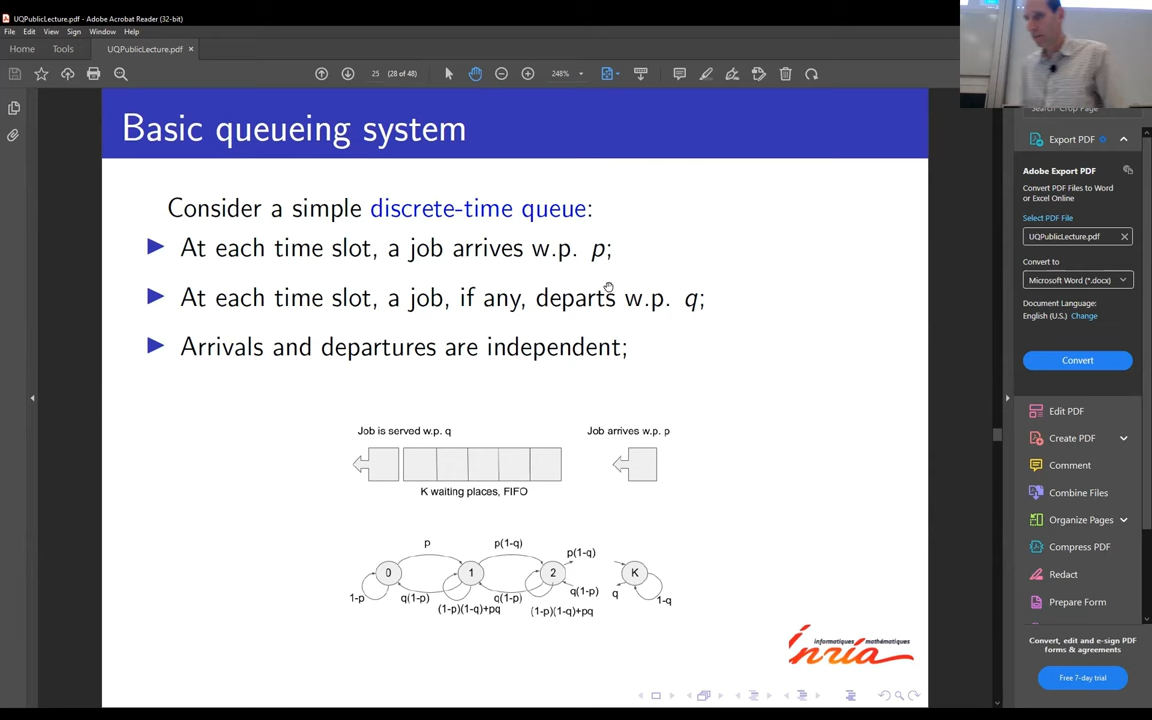 UQPublicLecture.pdf - Adobe Acrobat Reader (32-bit)
File Edit View Sign Window Help
Home Tools UQPublicLecture.pdf ×
25 (28 of 48) 248%
Basic queueing system
Consider a simple discrete-time queue:
At each time slot, a job arrives w.p. p;
At each time slot, a job, if any, departs w.p. q;
Arrivals and departures are independent;
Job is served w.p. q Job arrives w.p. p
K waiting places, FIFO
p p(1-q) p(1-q)
0 1 2 K
1-p q(1-p) q(1-p) q(1-p) q 1-q
(1-p)(1-q)+pq (1-p)(1-q)+pq
informatiques mathématiques
inria
Search 'Crop Page'
Export PDF
Adobe Export PDF
Convert PDF Files to Word
or Excel Online
Select PDF File
UQPublicLecture.pdf
Convert to
Microsoft Word (*.docx)
Document Language:
English (U.S.) Change
Convert
Edit PDF
Create PDF
Comment
Combine Files
Organize Pages
Compress PDF
Redact
Prepare Form
Convert, edit and e-sign PDF
forms & agreements
Free 7-day trial